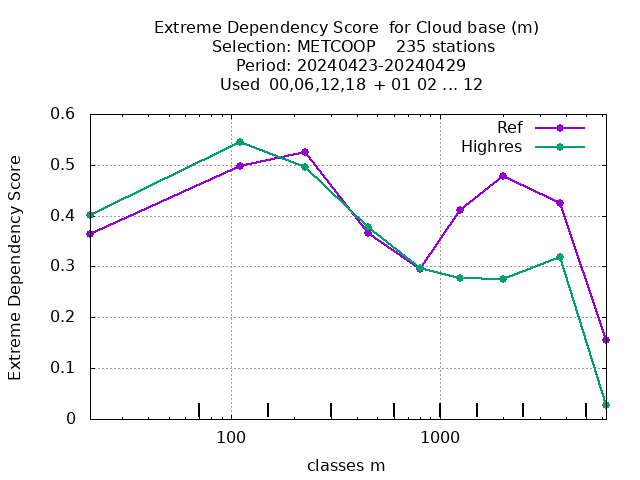 Extreme Dependency Score  for Cloud base (m)
Selection: METCOOP    235 stations
Period: 20240423-20240429
Used  00,06,12,18  + 01 02 ... 12
Ref
Highres
Extreme Dependency Score
0.6
0.5
0.4
0.3
0.2
0.1
0
100
1000
classes m